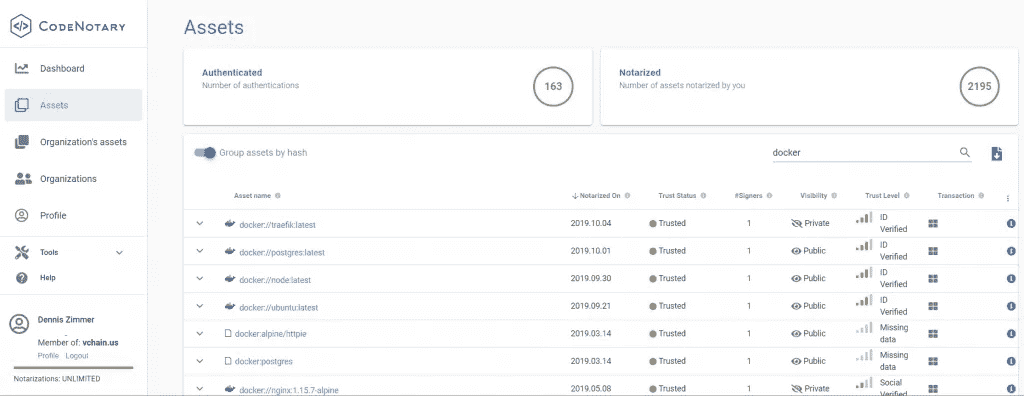 CODENOTARY
Dashboard
Assets
Organization's assets
Organizations
Profile
Tools
Help
Dennis Zimmer
Member of: vchain.us
Profile Logout
Notarizations: UNLIMITED
Assets
Authenticated
Number of authentications
163
Notarized
Number of assets notarized by you
2195
Group assets by hash
docker
Asset name Notarized On Trust Status #Signers Visibility Trust Level Transaction
docker://traefik:latest 2019.10.04 Trusted 1 Private ID Verified
docker://postgres:latest 2019.10.01 Trusted 1 Public ID Verified
docker://node:latest 2019.09.30 Trusted 1 Public ID Verified
docker://ubuntu:latest 2019.09.21 Trusted 1 Public ID Verified
docker:alpine/httpie 2019.03.14 Trusted 1 Public Missing data
docker:postgres 2019.03.14 Trusted 1 Public Missing data
docker://nginx:1.15.7-alpine 2019.05.08 Trusted 1 Private Social Verified